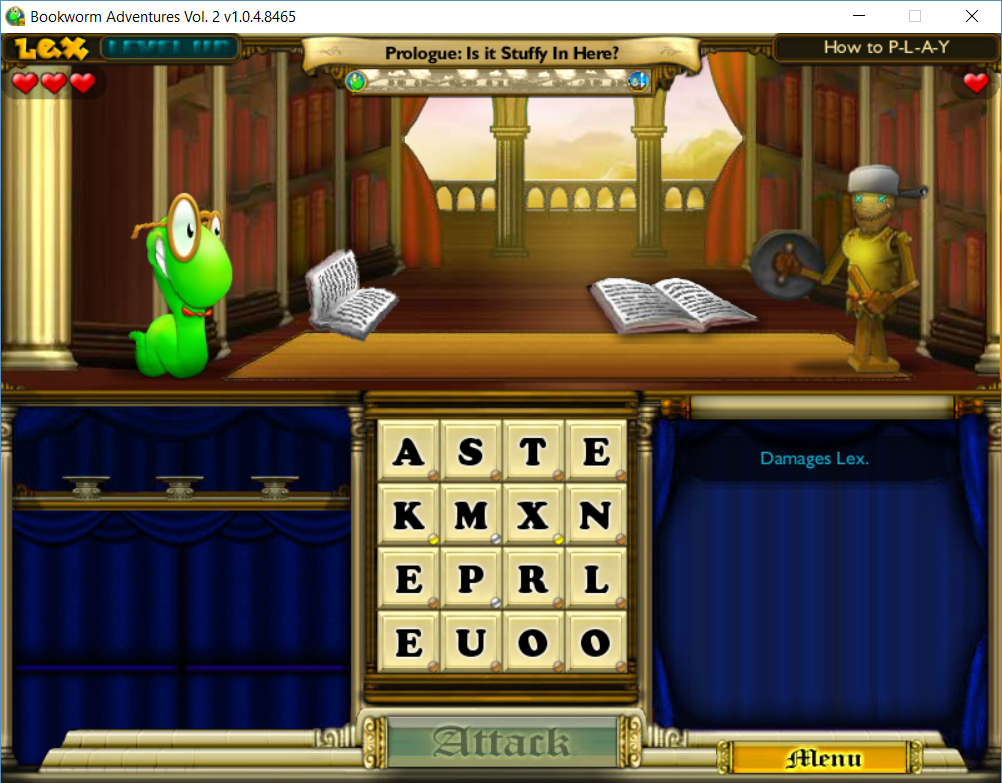 Bookworm Adventures Vol. 2 v1.0.4.8465
LEX LEVEL UP
Prologue: Is it Stuffy In Here?
How to P-L-A-Y
Damages Lex.
A S T E
K M X N
E P R L
E U O O
Attack
Menu